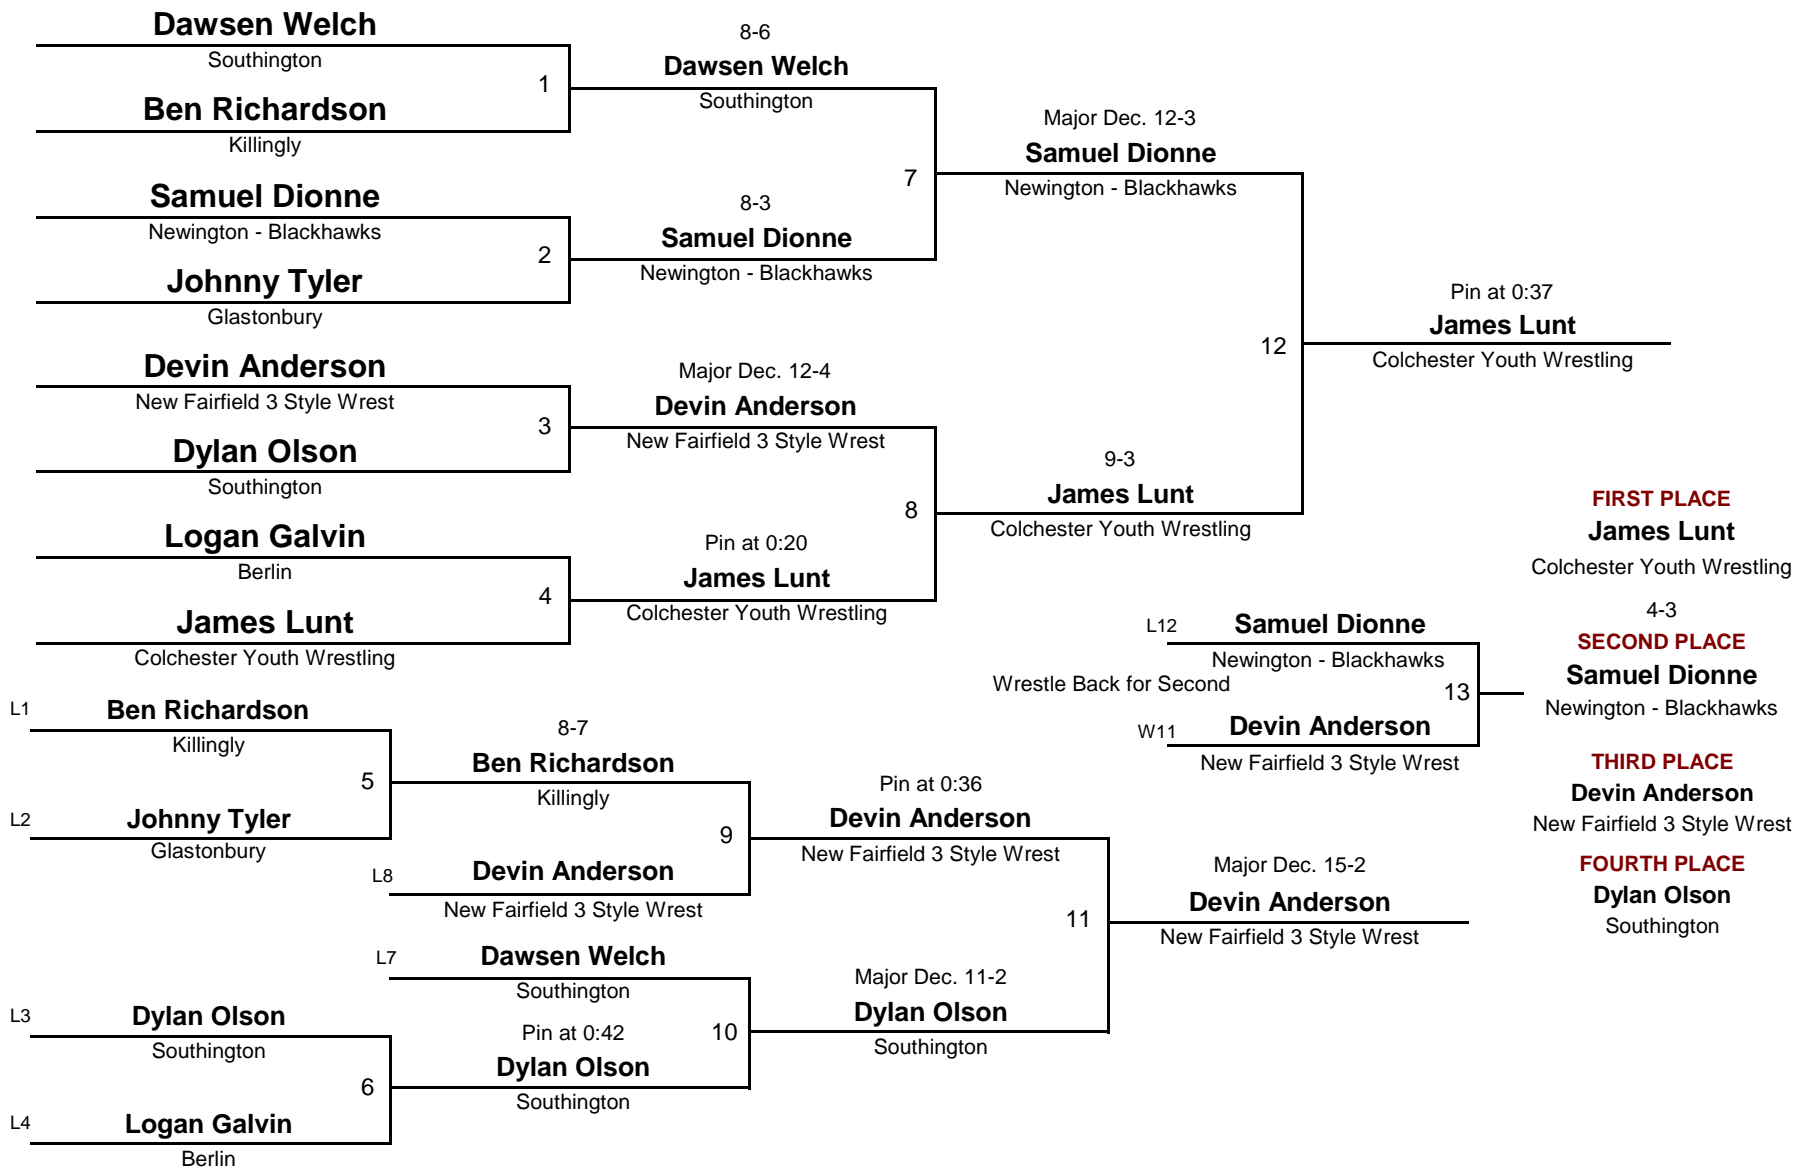 Dawsen Welch
Southington
1
Ben Richardson
Killingly
8-6
Dawsen Welch
Southington
Samuel Dionne
Newington - Blackhawks
2
Johnny Tyler
Glastonbury
8-3
Samuel Dionne
Newington - Blackhawks
7
Major Dec. 12-3
Samuel Dionne
Newington - Blackhawks
Devin Anderson
New Fairfield 3 Style Wrest
3
Dylan Olson
Southington
Major Dec. 12-4
Devin Anderson
New Fairfield 3 Style Wrest
Logan Galvin
Berlin
4
James Lunt
Colchester Youth Wrestling
Pin at 0:20
James Lunt
Colchester Youth Wrestling
8
9-3
James Lunt
Colchester Youth Wrestling
12
Pin at 0:37
James Lunt
Colchester Youth Wrestling
FIRST PLACE
James Lunt
Colchester Youth Wrestling
L12
Samuel Dionne
Newington - Blackhawks
Wrestle Back for Second
13
W11
Devin Anderson
New Fairfield 3 Style Wrest
4-3
SECOND PLACE
Samuel Dionne
Newington - Blackhawks
THIRD PLACE
Devin Anderson
New Fairfield 3 Style Wrest
FOURTH PLACE
Dylan Olson
Southington
L1
Ben Richardson
Killingly
5
L2
Johnny Tyler
Glastonbury
8-7
Ben Richardson
Killingly
9
L8
Devin Anderson
New Fairfield 3 Style Wrest
Pin at 0:36
Devin Anderson
New Fairfield 3 Style Wrest
L7
Dawsen Welch
Southington
L3
Dylan Olson
Southington
6
L4
Logan Galvin
Berlin
Pin at 0:42
Dylan Olson
Southington
10
Major Dec. 11-2
Dylan Olson
Southington
11
Major Dec. 15-2
Devin Anderson
New Fairfield 3 Style Wrest